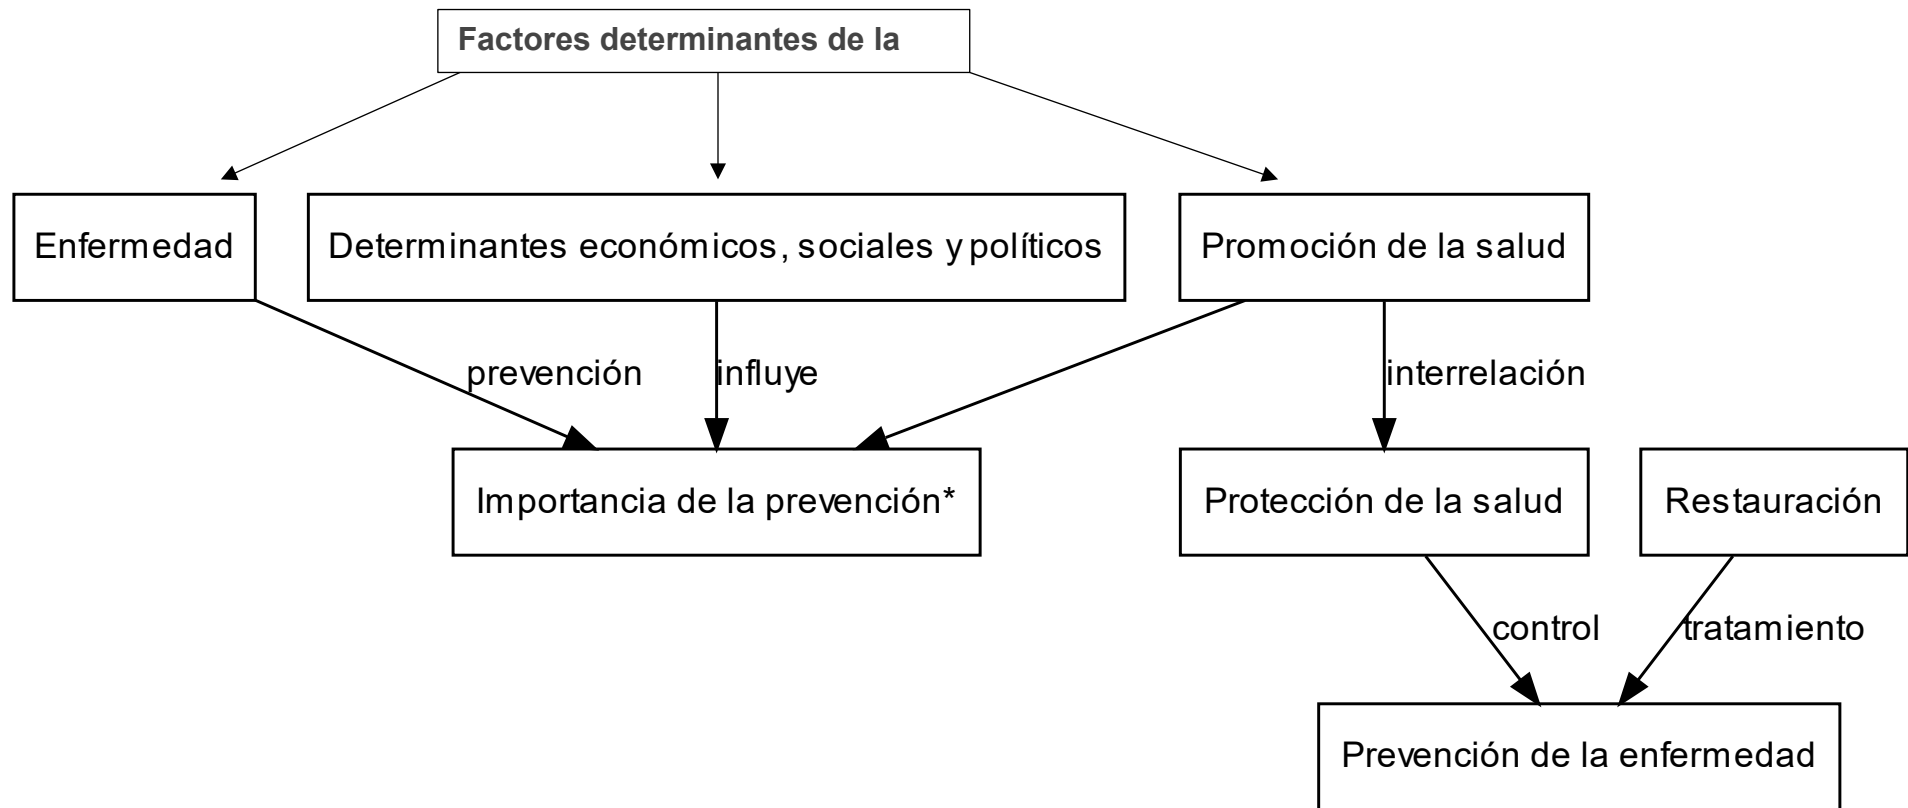 Factores determinantes de la
Enfermedad
Determinantes económicos, sociales y políticos
Promoción de la salud
prevención
influye
interrelación
Importancia de la prevención*
Protección de la salud
Restauración
control
tratamiento
Prevención de la enfermedad